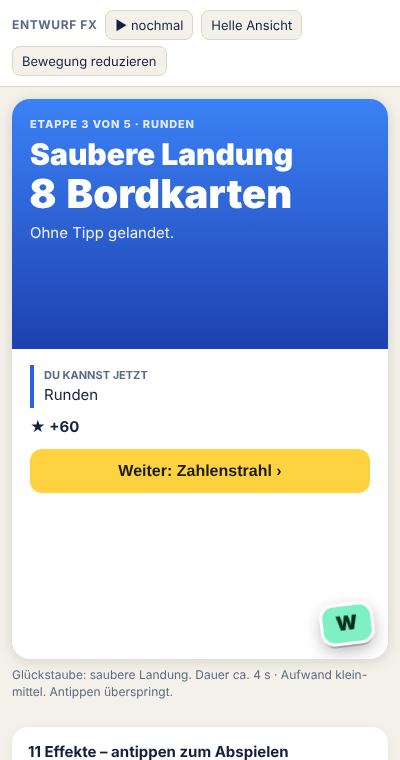 ENTWURF FX ▶ nochmal Helle Ansicht
Bewegung reduzieren
ETAPPE 3 VON 5 · RUNDEN
Saubere Landung
8 Bordkarten
Ohne Tipp gelandet.
DU KANNST JETZT
Runden
★ +60
Weiter: Zahlenstrahl ›
W
Glückstaube: saubere Landung. Dauer ca. 4 s · Aufwand klein-
mittel. Antippen überspringt.
11 Effekte – antippen zum Abspielen